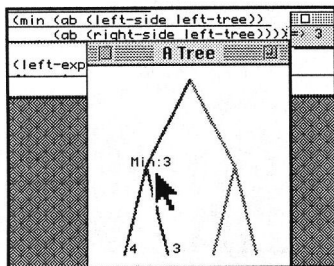 (min (ab (left-side left-tree))
(ab (right-side left-tree))))
=> 3
(left-exp
A Tree
Min:3
4
3